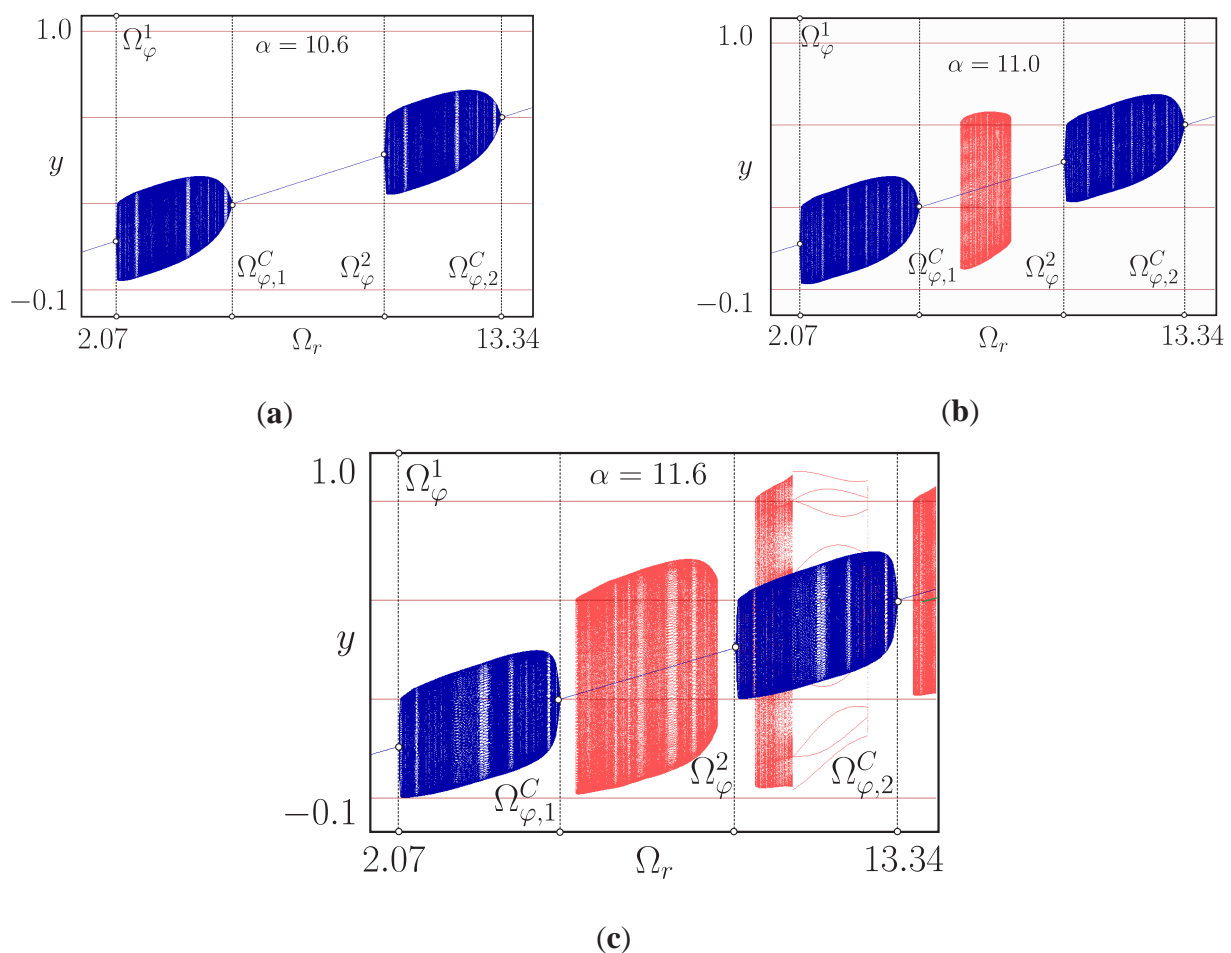 1.0
Ω_φ^1
α = 10.6
y
Ω_{φ,1}^C
Ω_φ^2
Ω_{φ,2}^C
−0.1
2.07
Ω_r
13.34
(a)
1.0
Ω_φ^1
α = 11.0
y
Ω_{φ,1}^C
Ω_φ^2
Ω_{φ,2}^C
−0.1
2.07
Ω_r
13.34
(b)
1.0
Ω_φ^1
α = 11.6
y
Ω_{φ,1}^C
Ω_φ^2
Ω_{φ,2}^C
−0.1
2.07
Ω_r
13.34
(c)